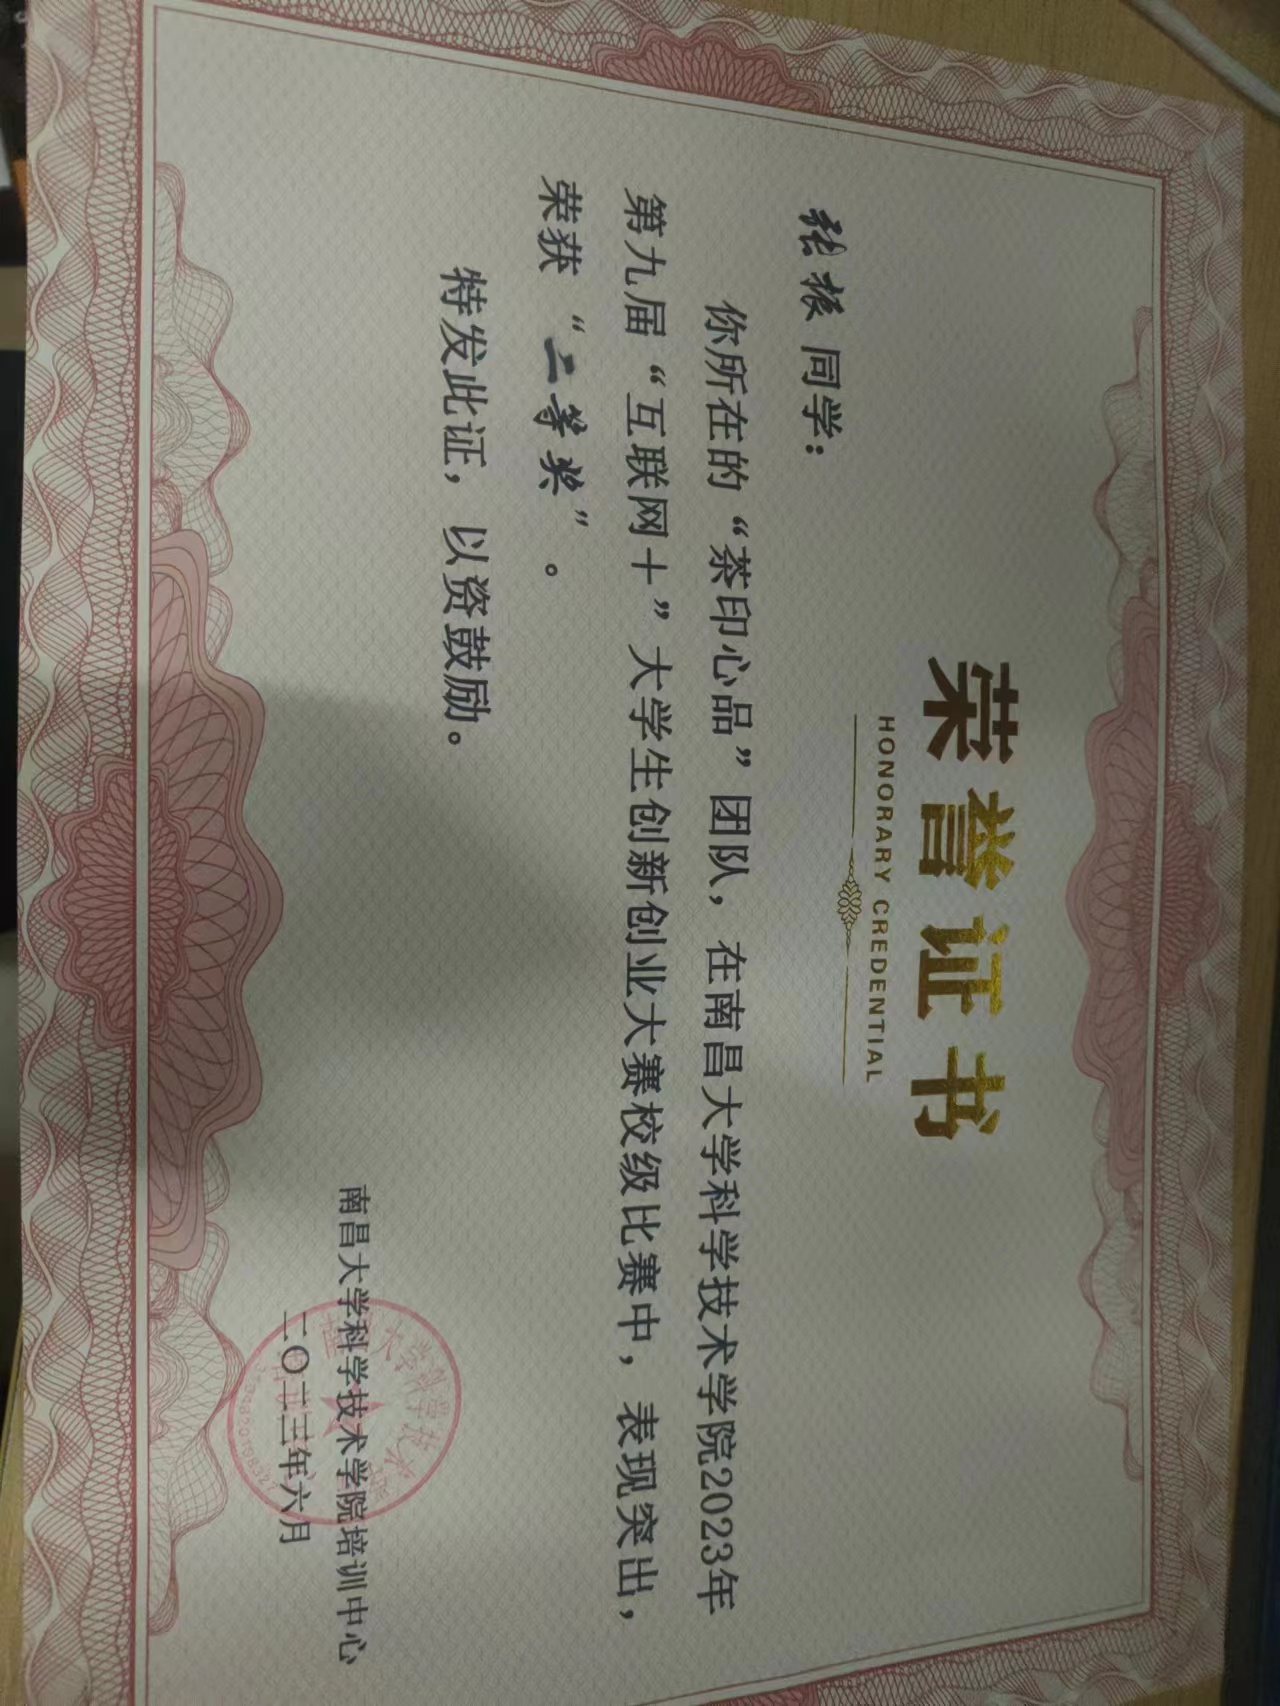 荣誉证书
HONORARY CREDENTIAL
张振 同学：
你所在的“茶印心品”团队，在南昌大学科学技术学院2023年
第九届“互联网＋”大学生创新创业大赛校级比赛中，表现突出，
荣获“二等奖”。
特发此证，以资鼓励。
南昌大学科学技术学院培训中心
二〇二三年六月